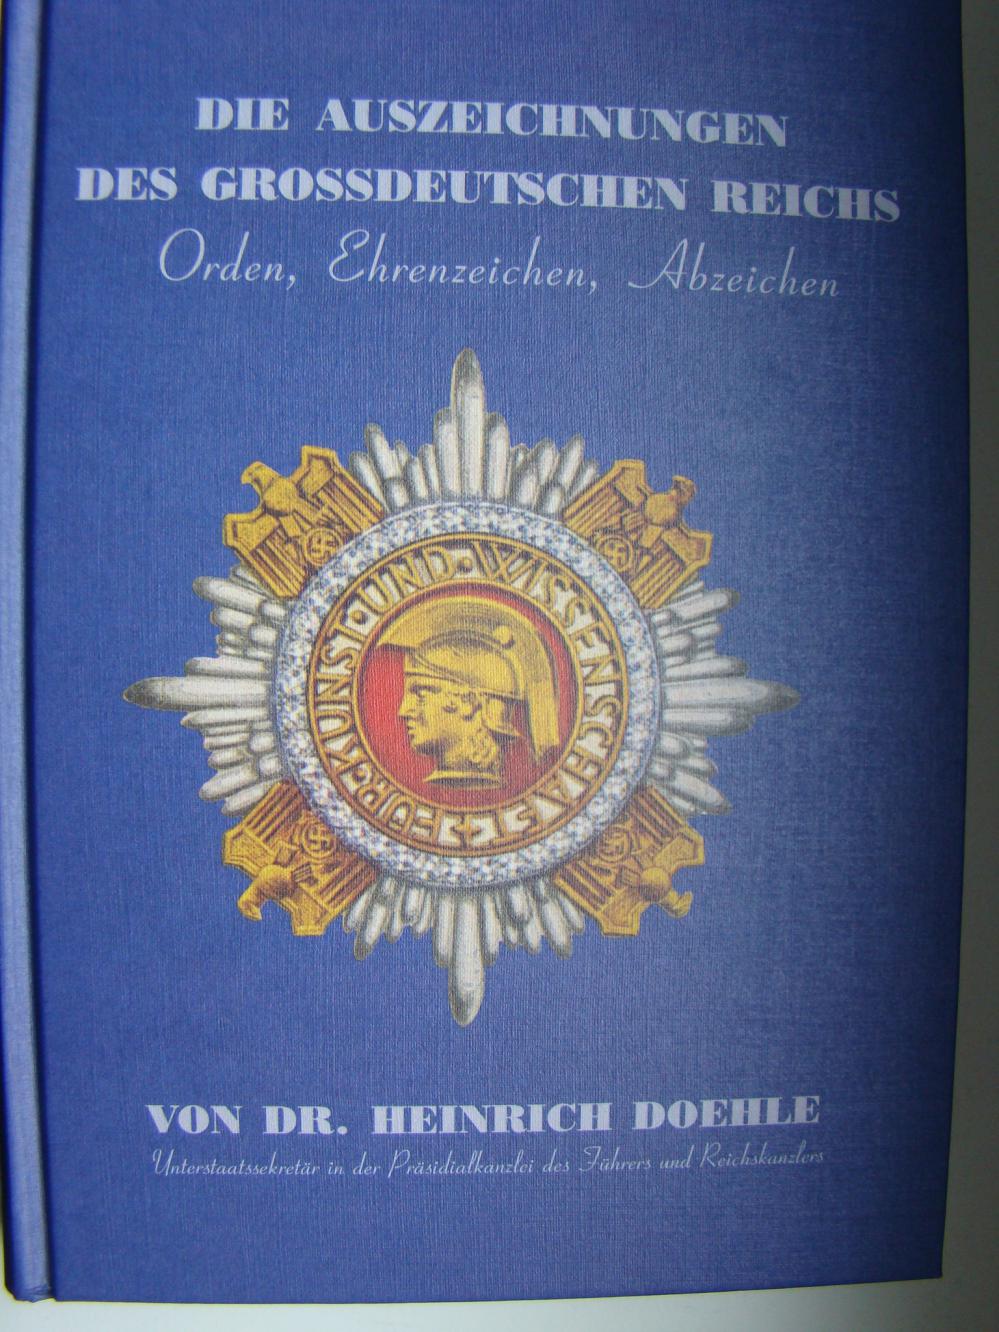 DIE AUSZEICHNUNGEN
DES GROSSDEUTSCHEN REICHS
Orden, Ehrenzeichen, Abzeichen
FÜR KUNST UND WISSENSCHAFT
VON DR. HEINRICH DOEHLE
Unterstaatssekretär in der Präsidialkanzlei des Führers und Reichskanzlers